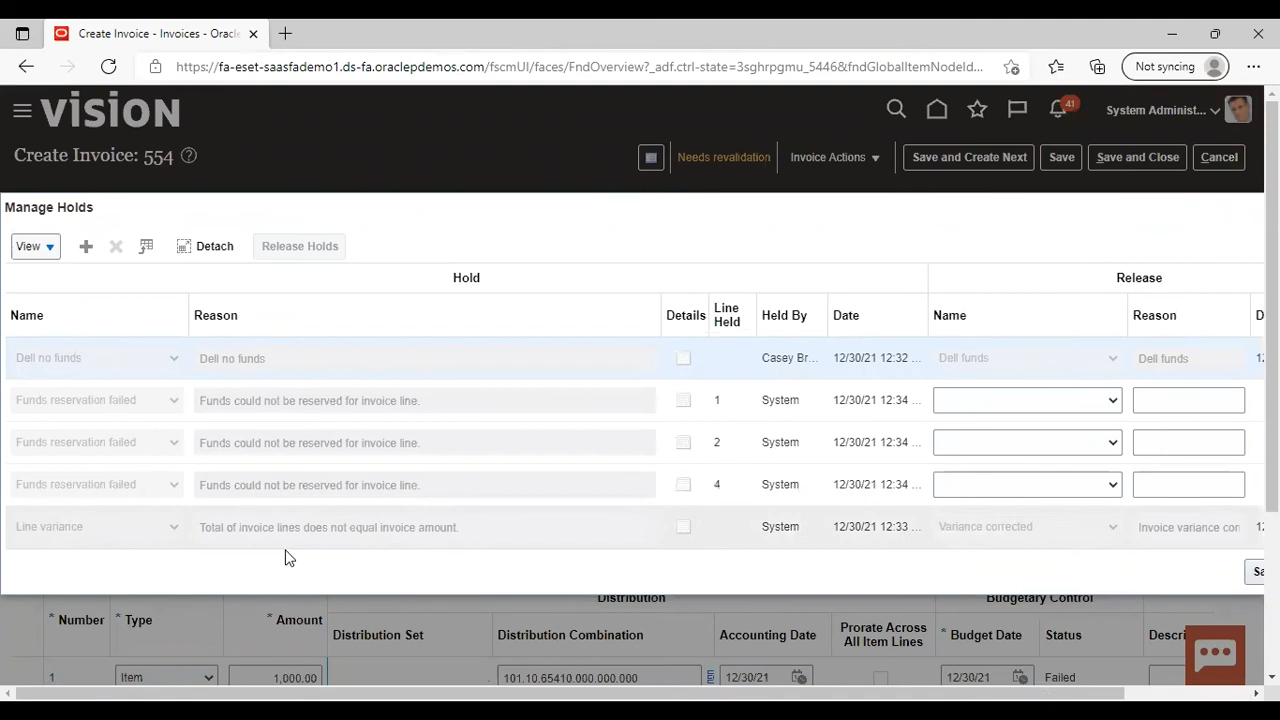 Create Invoice - Invoices - Oracle
https://fa-eset-saasfademo1.ds-fa.oraclepdemos.com/fscmUI/faces/FndOverview?_adf.ctrl-state=3sghrpgmu_5446&fndGlobalItemNodeId...
Not syncing
VISION
41
System Administ...
Create Invoice: 554
Needs revalidation
Invoice Actions
Save and Create Next
Save
Save and Close
Cancel
Manage Holds
View
Detach
Release Holds
Hold
Release
Name
Reason
Details
Line Held
Held By
Date
Name
Reason
D
Dell no funds
Dell no funds
Casey Br...
12/30/21 12:32 ...
Dell funds
Dell funds
12
Funds reservation failed
Funds could not be reserved for invoice line.
1
System
12/30/21 12:34 ...
Funds reservation failed
Funds could not be reserved for invoice line.
2
System
12/30/21 12:34 ...
Funds reservation failed
Funds could not be reserved for invoice line.
4
System
12/30/21 12:34 ...
Line variance
Total of invoice lines does not equal invoice amount.
System
12/30/21 12:33 ...
Variance corrected
Invoice variance cor
12
Sa
Distribution
Budgetary Control
* Number
* Type
* Amount
Distribution Set
Distribution Combination
Accounting Date
Prorate Across All Item Lines
* Budget Date
Status
Descri
1
Item
1,000.00
101.10.65410.000.000.000
12/30/21
12/30/21
Failed